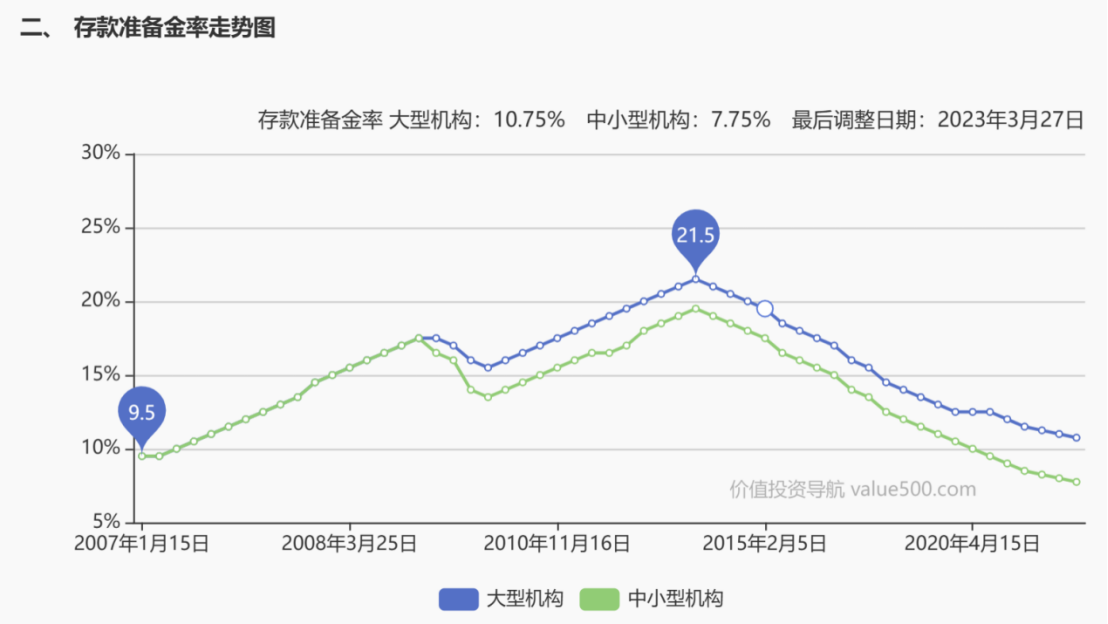 二、 存款准备金率走势图
存款准备金率 大型机构：10.75% 中小型机构：7.75% 最后调整日期：2023年3月27日
30%
25%
21.5
20%
15%
9.5
10%
价值投资导航 value500.com
5%
2007年1月15日 2008年3月25日 2010年11月16日 2015年2月5日 2020年4月15日
大型机构 中小型机构